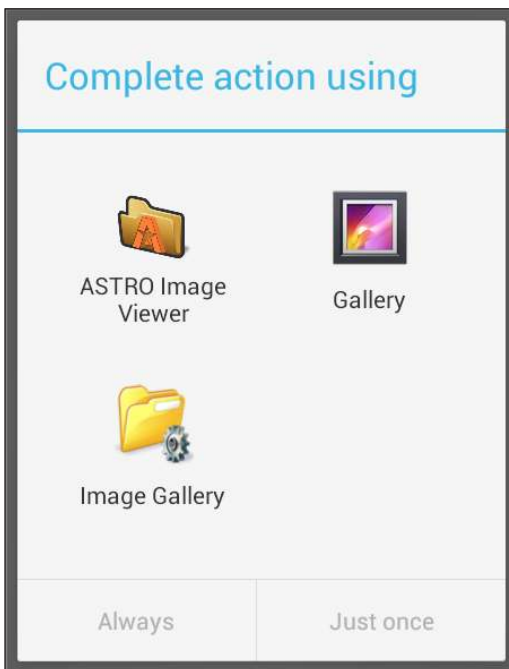 Complete action using
ASTRO Image
Viewer
Gallery
Image Gallery
Always
Just once